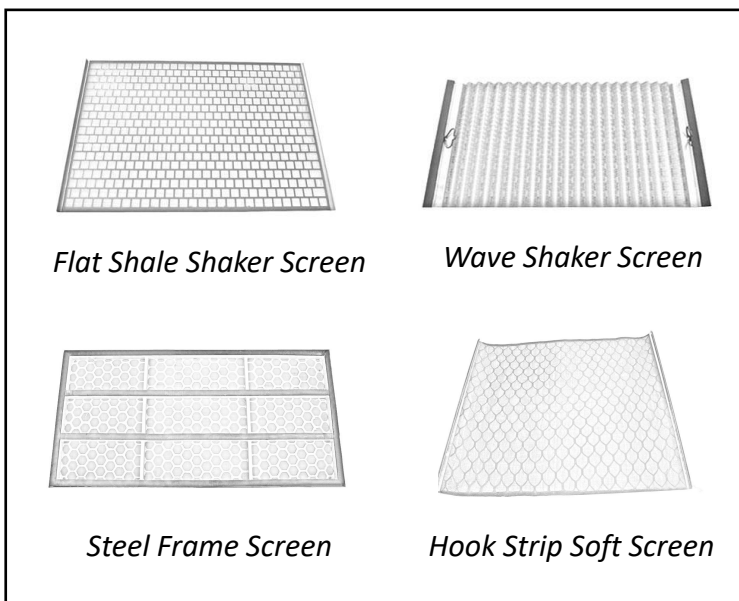 Flat Shale Shaker Screen
Wave Shaker Screen
Steel Frame Screen
Hook Strip Soft Screen